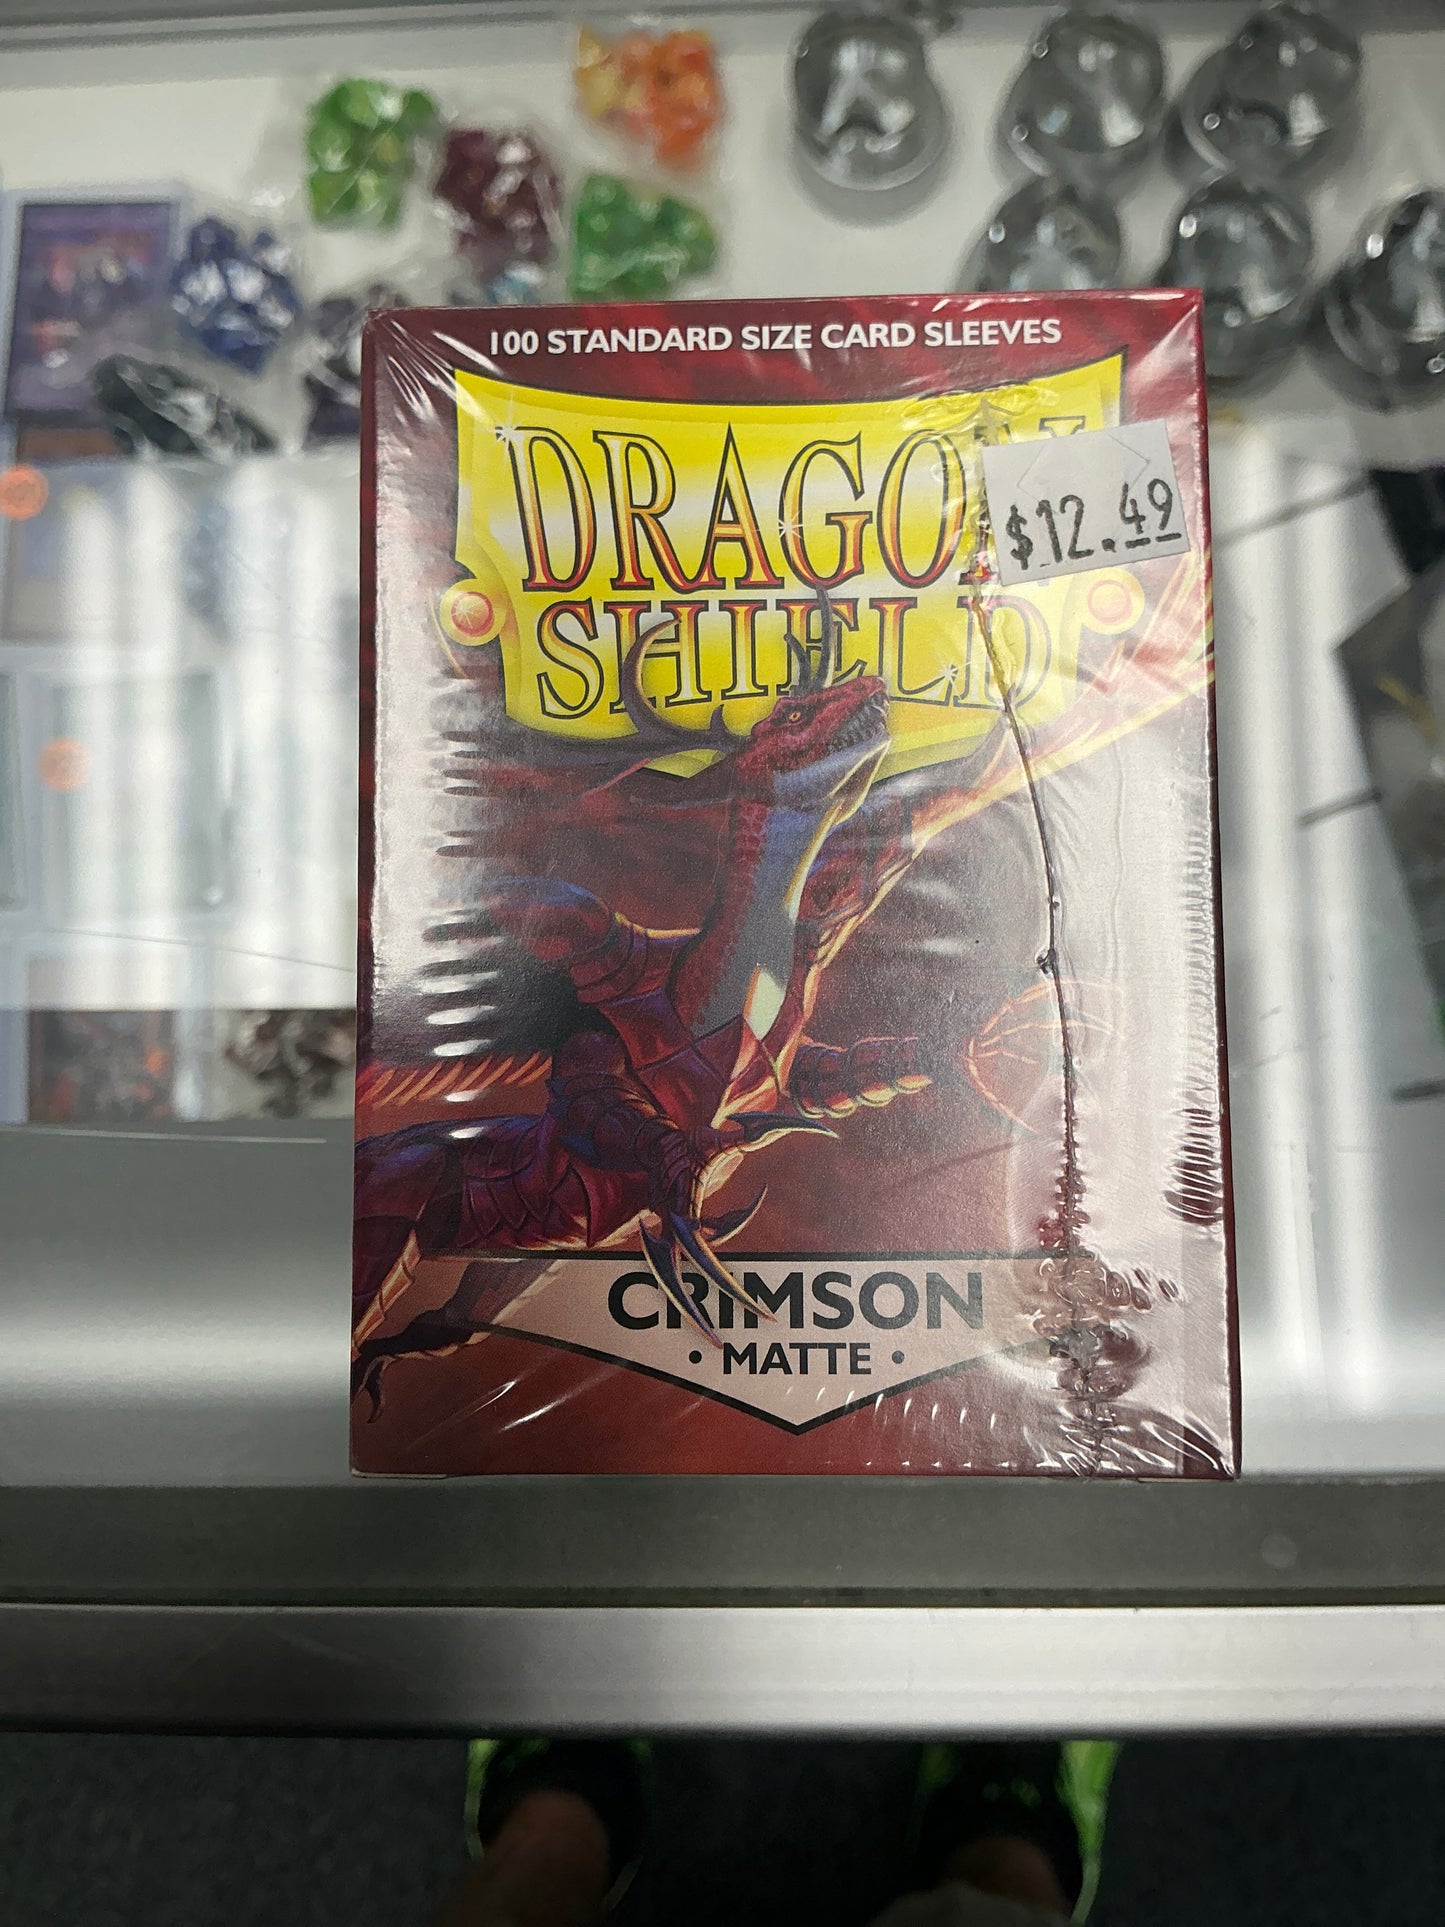 100 STANDARD SIZE CARD SLEEVES
DRAGON
$12.49
SHIELD
CRIMSON
• MATTE •